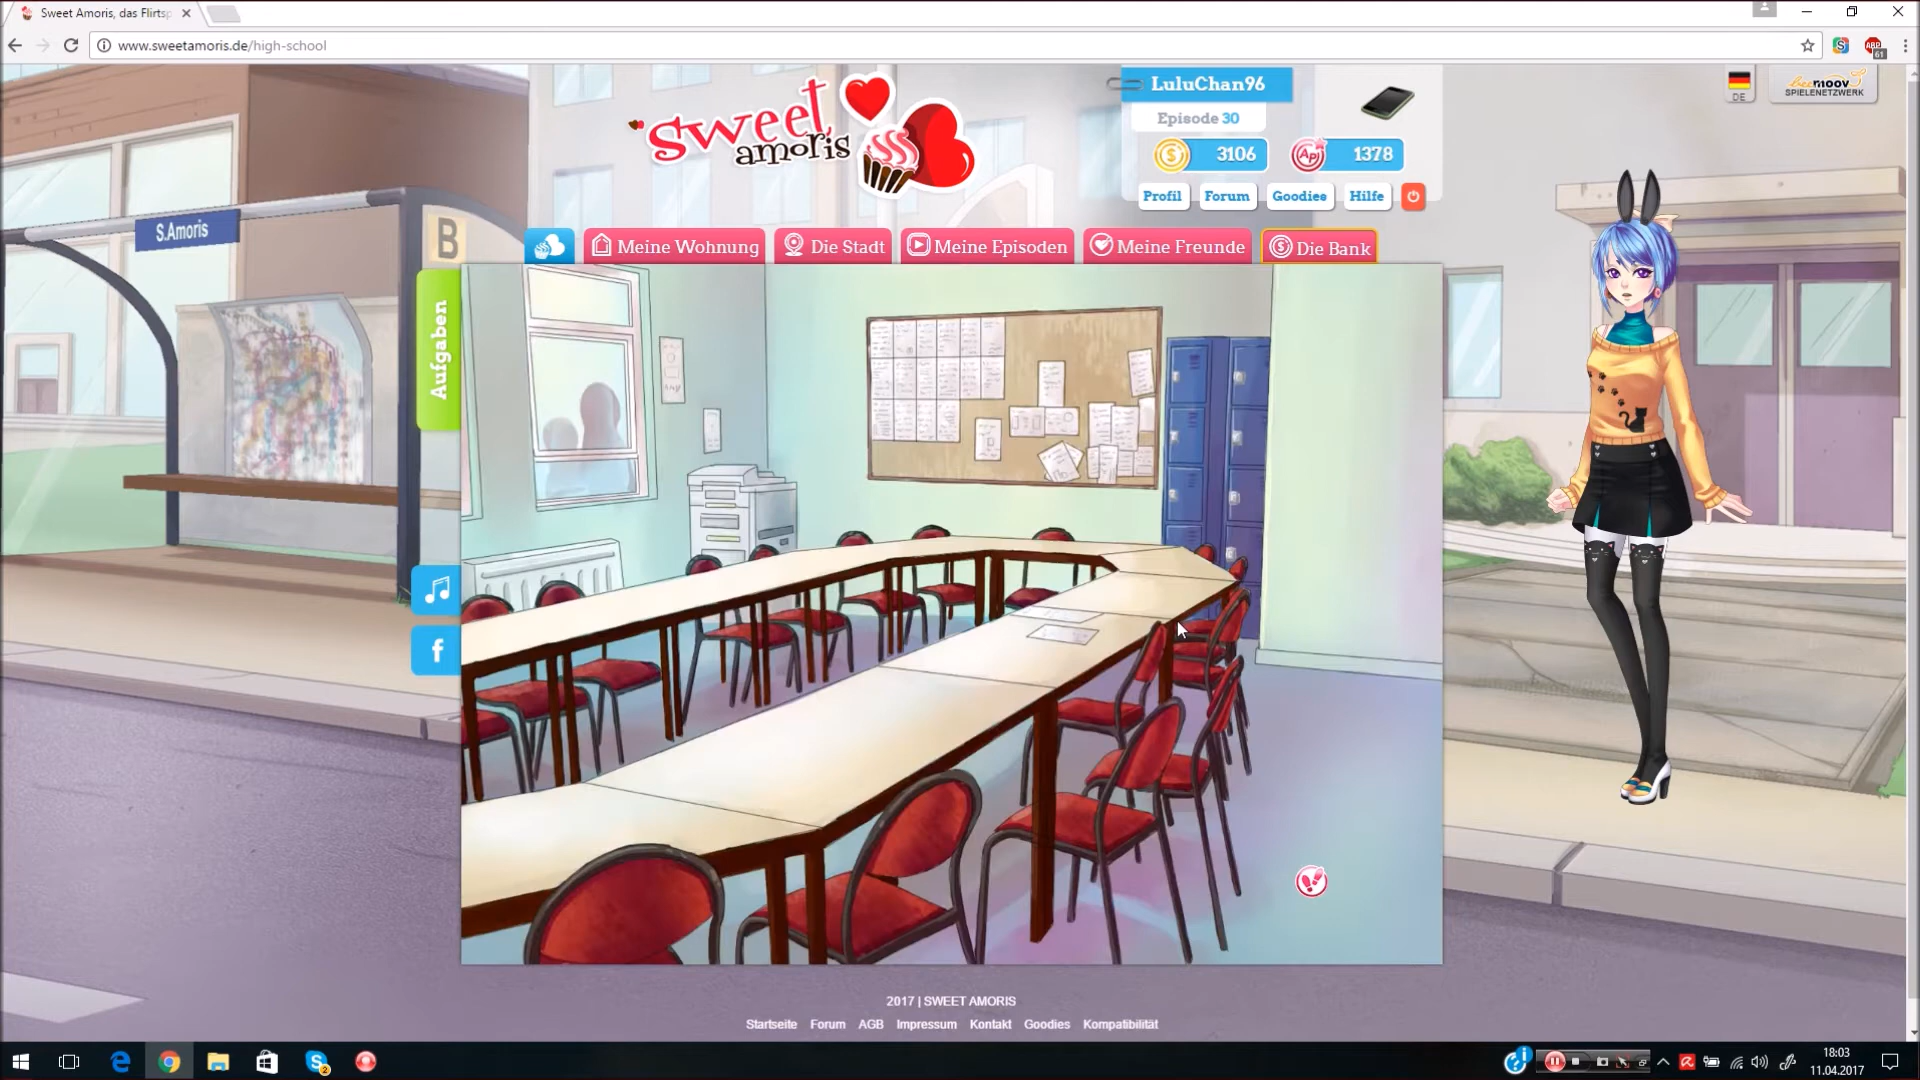 Sweet Amoris, das Flirtsp
www.sweetamoris.de/high-school
sweet
amoris
LuluChan96
Episode 30
3106
1378
Profil
Forum
Goodies
Hilfe
DE
beemoov
SPIELENETZWERK
S.Amoris
B
Meine Wohnung
Die Stadt
Meine Episoden
Meine Freunde
Die Bank
Aufgaben
2017 | SWEET AMORIS
Startseite Forum AGB Impressum Kontakt Goodies Kompatibilität
18:03
11.04.2017